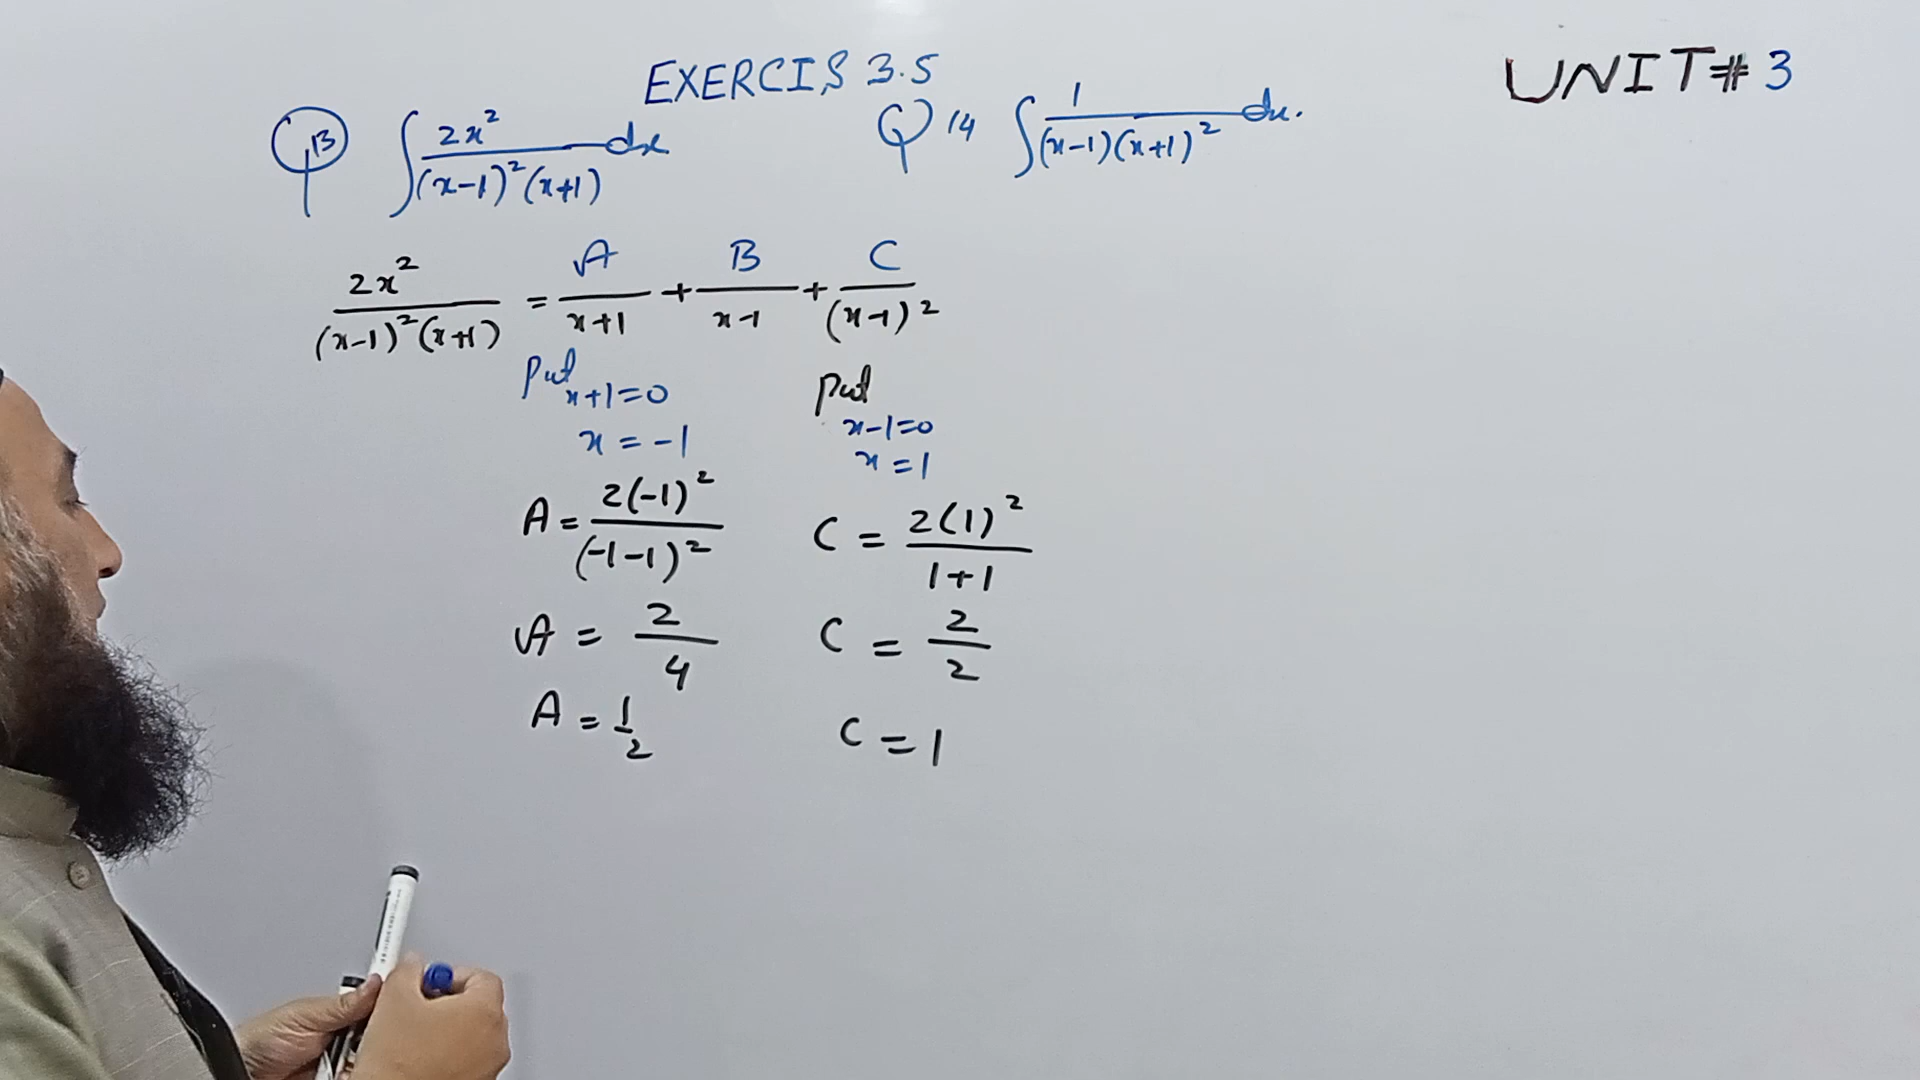 EXERCIS 3.5
UNIT # 3
Q13 ∫ 2x²/((x-1)²(x+1)) dx
Q14 ∫ 1/((x-1)(x+1)²) dx.
2x²/((x-1)²(x+1)) = A/(x+1) + B/(x-1) + C/(x-1)²
Put
x+1=0
x = -1
A = 2(-1)²/(-1-1)²
A = 2/4
A = 1/2
put
x-1=0
x = 1
C = 2(1)²/(1+1)
C = 2/2
C = 1